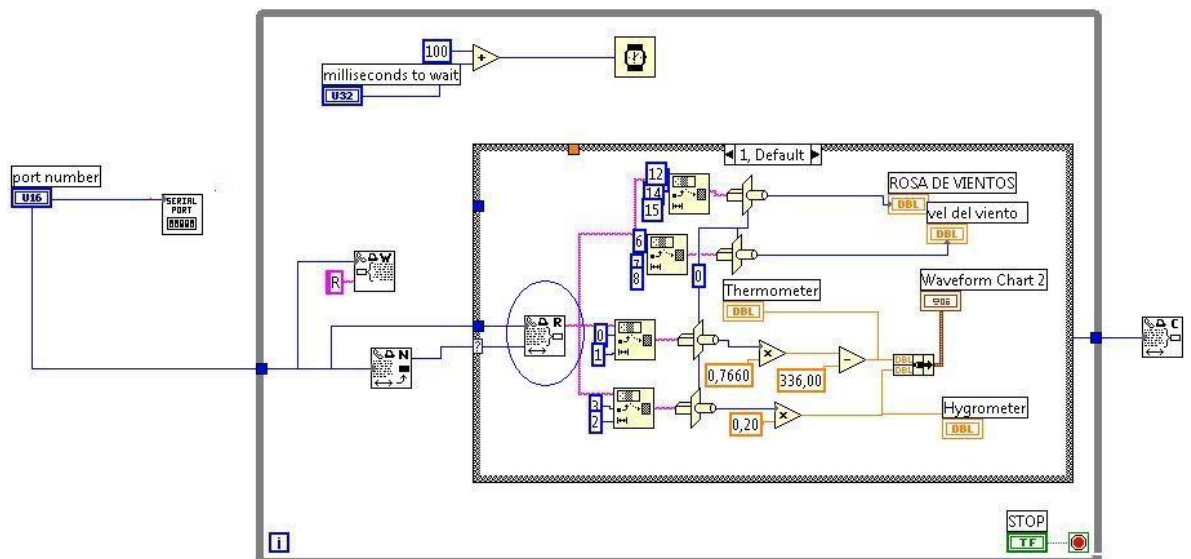 100
+
milliseconds to wait
U32
port number
U16
SERIAL
PORT
1, Default
12
14
15
ROSA DE VIENTOS
DBL
vel del viento
DBL
6
7
8
0
W
R
Thermometer
DBL
Waveform Chart 2
R
N
?
0
1
0,7660
x
336,00
-
DBL
DBL
C
3
2
0,20
x
Hygrometer
DBL
i
STOP
TF